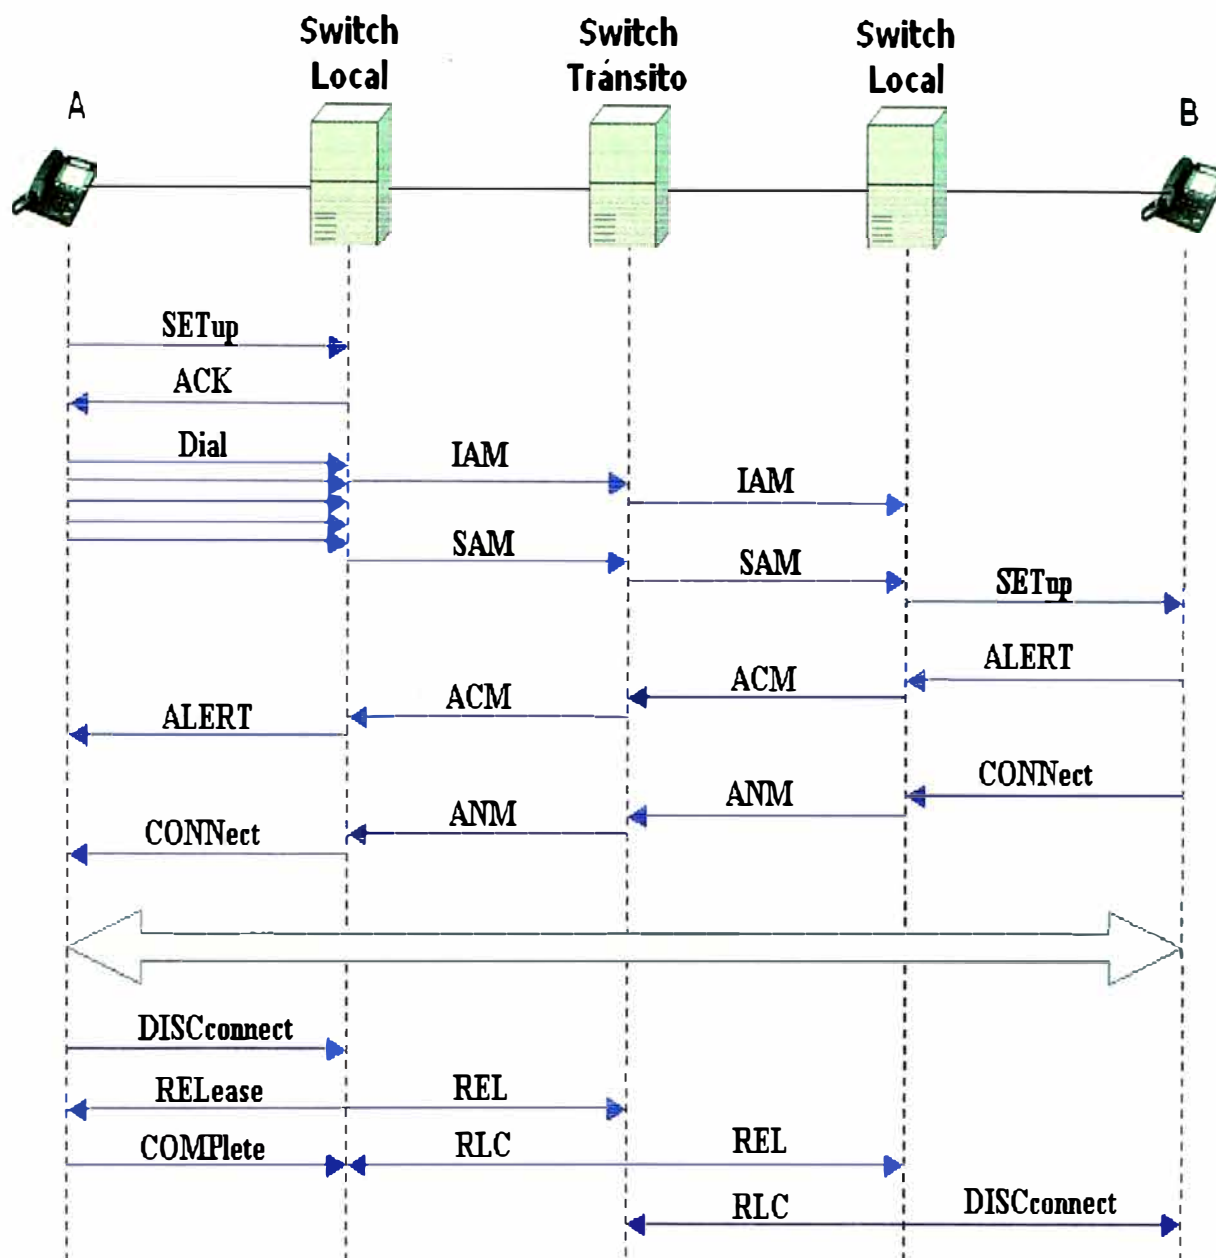 Switch
Local
Switch
Tránsito
Switch
Local
A
B
SETup
ACK
Dial
IAM
IAM
SAM
SAM
SETup
ALERT
ACM
ACM
ALERT
CONNect
ANM
ANM
CONNect
DISCconnect
RELease
REL
COMPlete
RLC
REL
RLC
DISCconnect